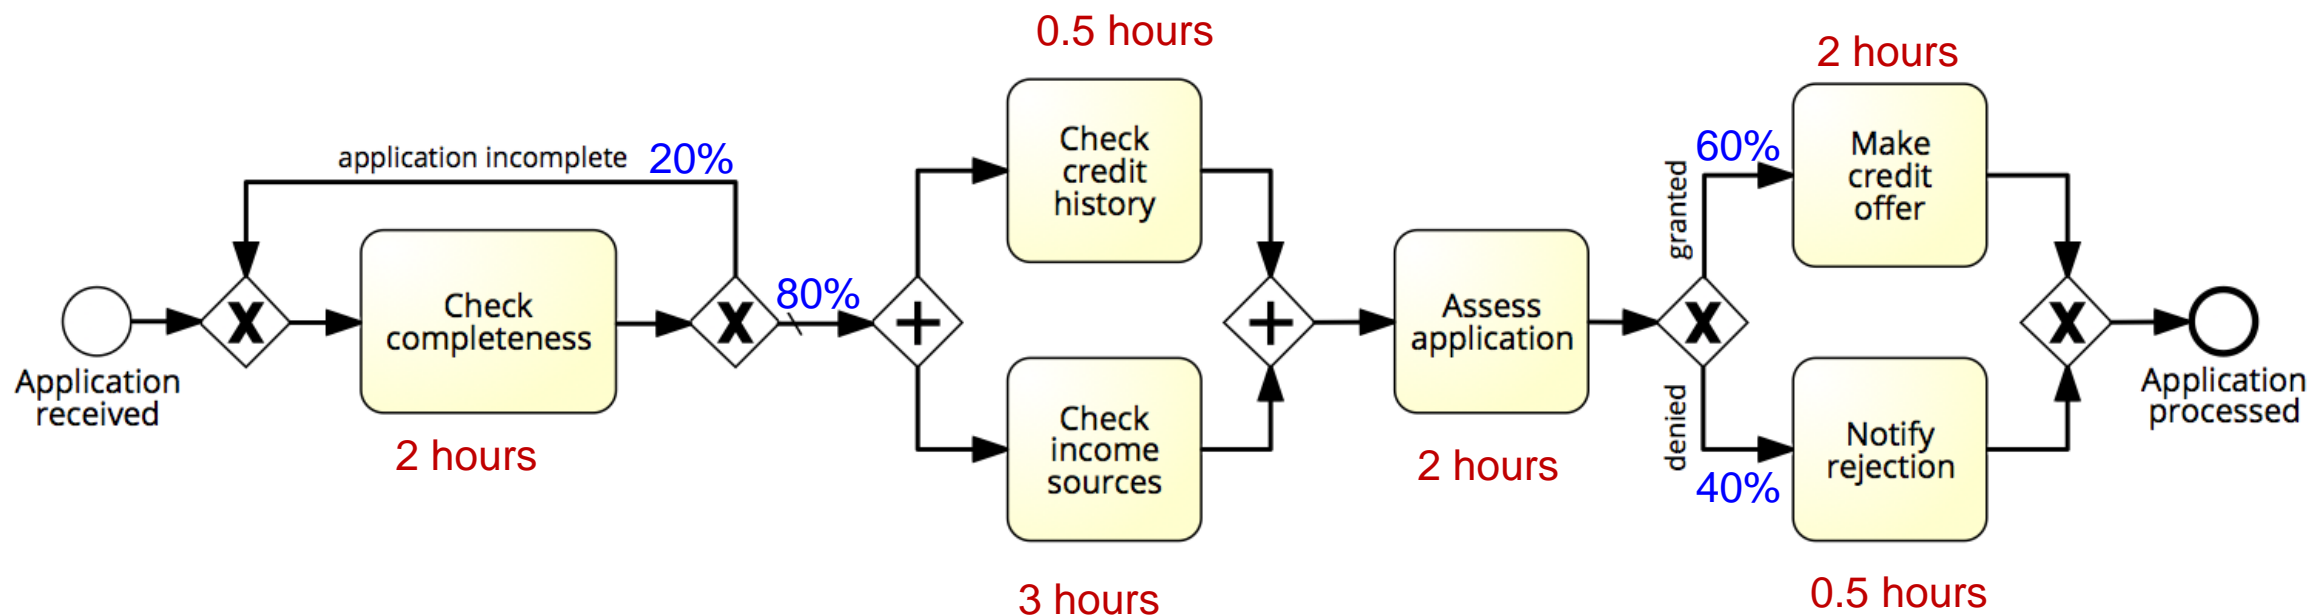 0.5 hours
2 hours
application incomplete 20%
Check
credit
history
60%
granted
Make
credit
offer
X
Check
completeness
X
80%
+
+
Assess
application
X
X
Application
received
Application
processed
2 hours
Check
income
sources
2 hours
denied
40%
Notify
rejection
3 hours
0.5 hours